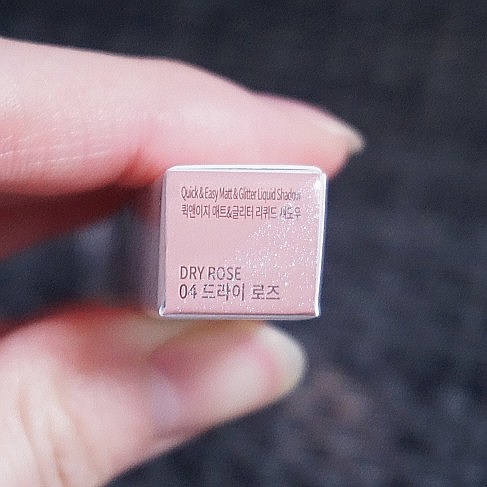 Quick & Easy Matt & Glitter Liquid Shadow
퀵앤이지 매트&글리터 리퀴드 섀도우
DRY ROSE
04 드라이 로즈